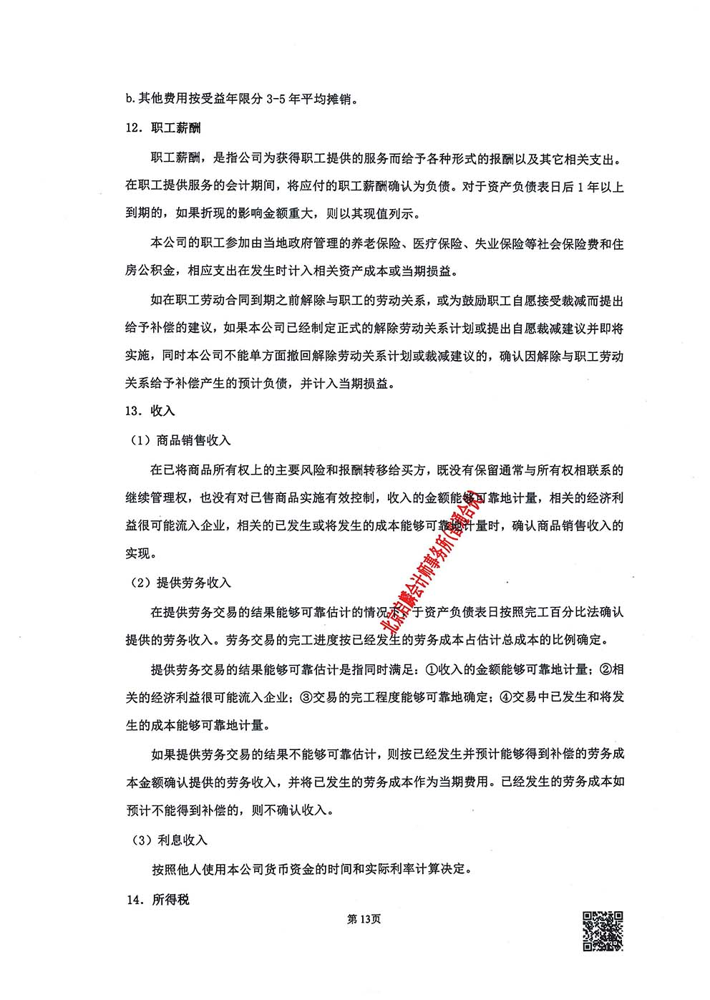 b.其他费用按受益年限分 3-5 年平均摊销。
12．职工薪酬
职工薪酬，是指公司为获得职工提供的服务而给予各种形式的报酬以及其它相关支出。
在职工提供服务的会计期间，将应付的职工薪酬确认为负债。对于资产负债表日后 1 年以上
到期的，如果折现的影响金额重大，则以其现值列示。
本公司的职工参加由当地政府管理的养老保险、医疗保险、失业保险等社会保险费和住
房公积金，相应支出在发生时计入相关资产成本或当期损益。
如在职工劳动合同到期之前解除与职工的劳动关系，或为鼓励职工自愿接受裁减而提出
给予补偿的建议，如果本公司已经制定正式的解除劳动关系计划或提出自愿裁减建议并即将
实施，同时本公司不能单方面撤回解除劳动关系计划或裁减建议的，确认因解除与职工劳动
关系给予补偿产生的预计负债，并计入当期损益。
13．收入
（1）商品销售收入
在已将商品所有权上的主要风险和报酬转移给买方，既没有保留通常与所有权相联系的
继续管理权，也没有对已售商品实施有效控制，收入的金额能够可靠地计量，相关的经济利
益很可能流入企业，相关的已发生或将发生的成本能够可靠地计量时，确认商品销售收入的
实现。
北京启麟会计师事务所(普通合伙)
（2）提供劳务收入
在提供劳务交易的结果能够可靠估计的情况下，于资产负债表日按照完工百分比法确认
提供的劳务收入。劳务交易的完工进度按已经发生的劳务成本占估计总成本的比例确定。
提供劳务交易的结果能够可靠估计是指同时满足：①收入的金额能够可靠地计量；②相
关的经济利益很可能流入企业；③交易的完工程度能够可靠地确定；④交易中已发生和将发
生的成本能够可靠地计量。
如果提供劳务交易的结果不能够可靠估计，则按已经发生并预计能够得到补偿的劳务成
本金额确认提供的劳务收入，并将已发生的劳务成本作为当期费用。已经发生的劳务成本如
预计不能得到补偿的，则不确认收入。
（3）利息收入
按照他人使用本公司货币资金的时间和实际利率计算决定。
14．所得税
第 13页